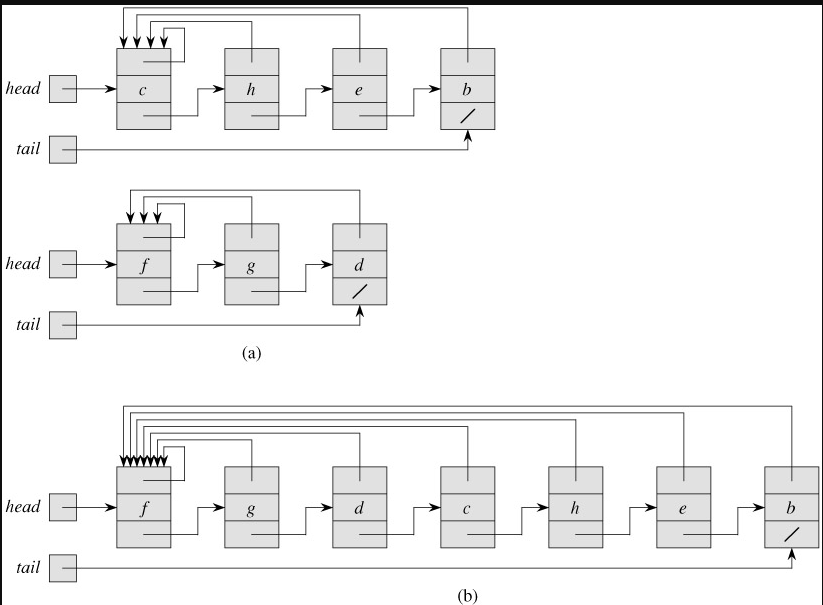 head c h e b
tail
head f g d
tail
(a)
head f g d c h e b
tail
(b)